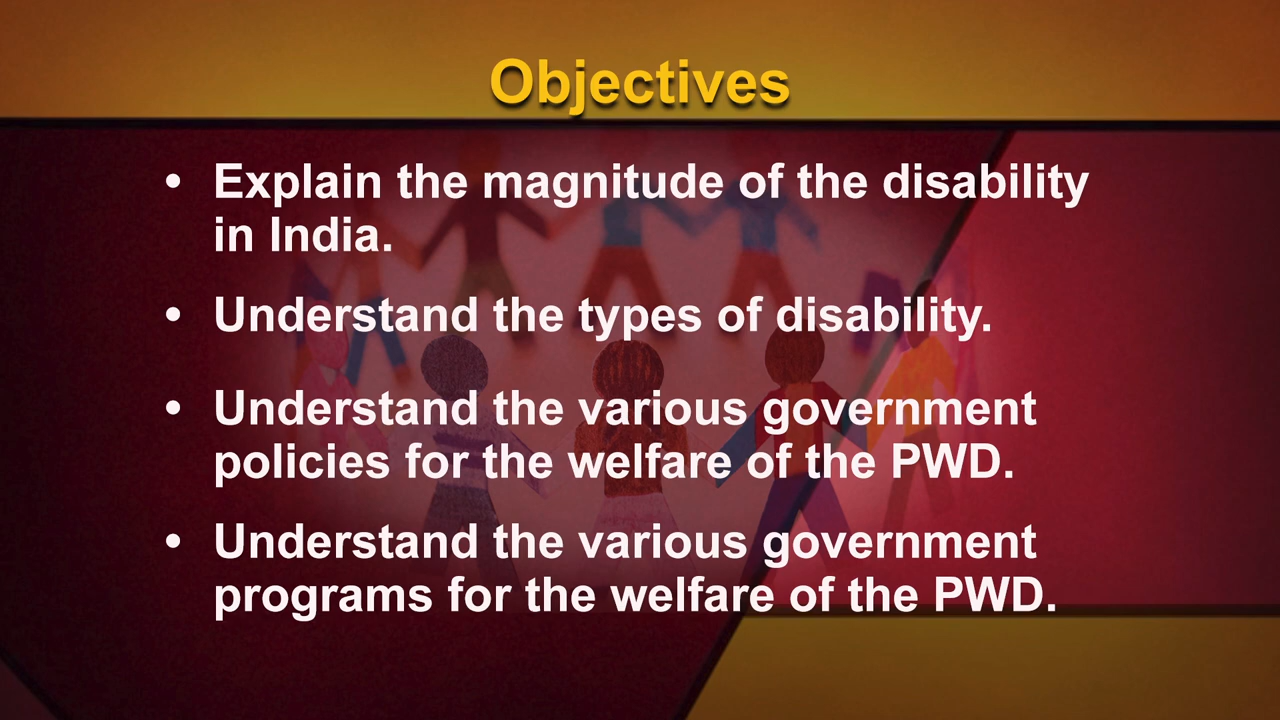 Objectives
• Explain the magnitude of the disability
in India.
• Understand the types of disability.
• Understand the various government
policies for the welfare of the PWD.
• Understand the various government
programs for the welfare of the PWD.